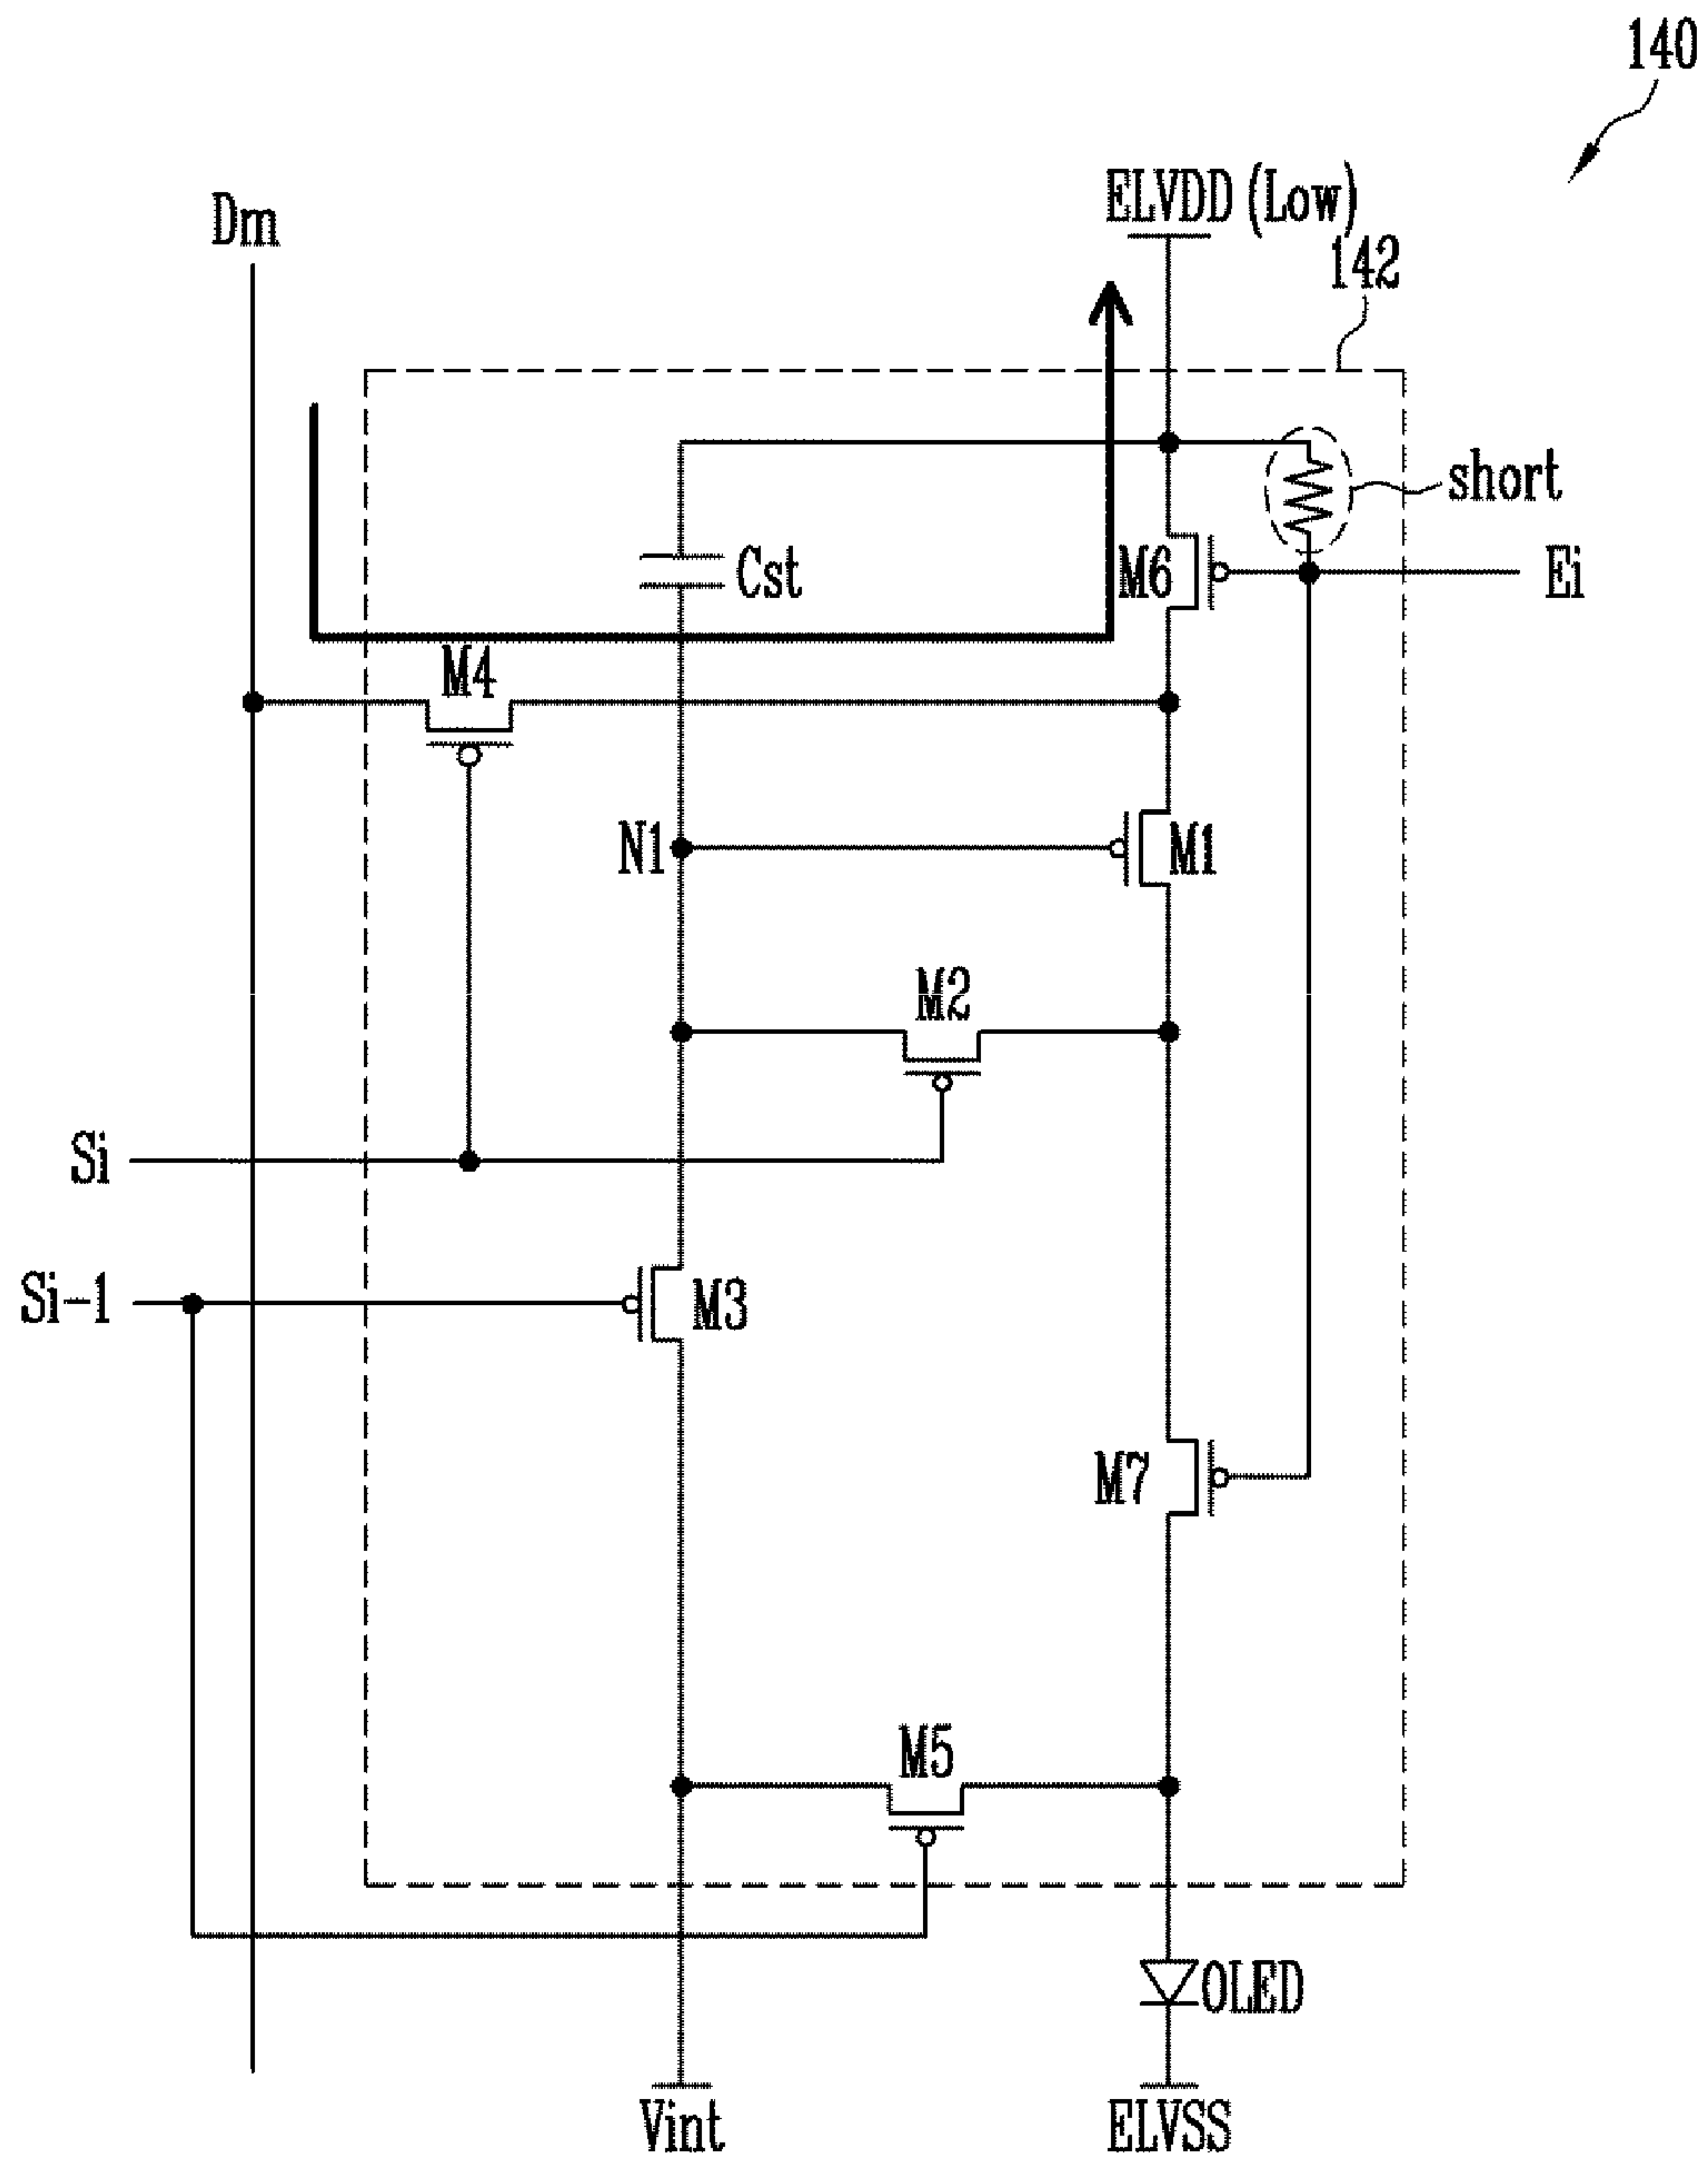 140
Dm
ELVDD (Low)
142
short
Cst
M6
Ei
M4
N1
M1
M2
Si
Si-1
M3
M7
M5
OLED
Vint
ELVSS